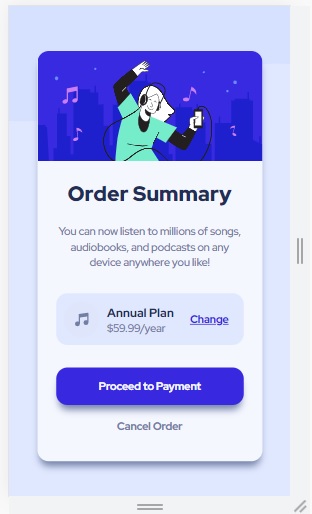 Order Summary
You can now listen to millions of songs,
audiobooks, and podcasts on any
device anywhere you like!
Annual Plan
$59.99/year
Change
Proceed to Payment
Cancel Order